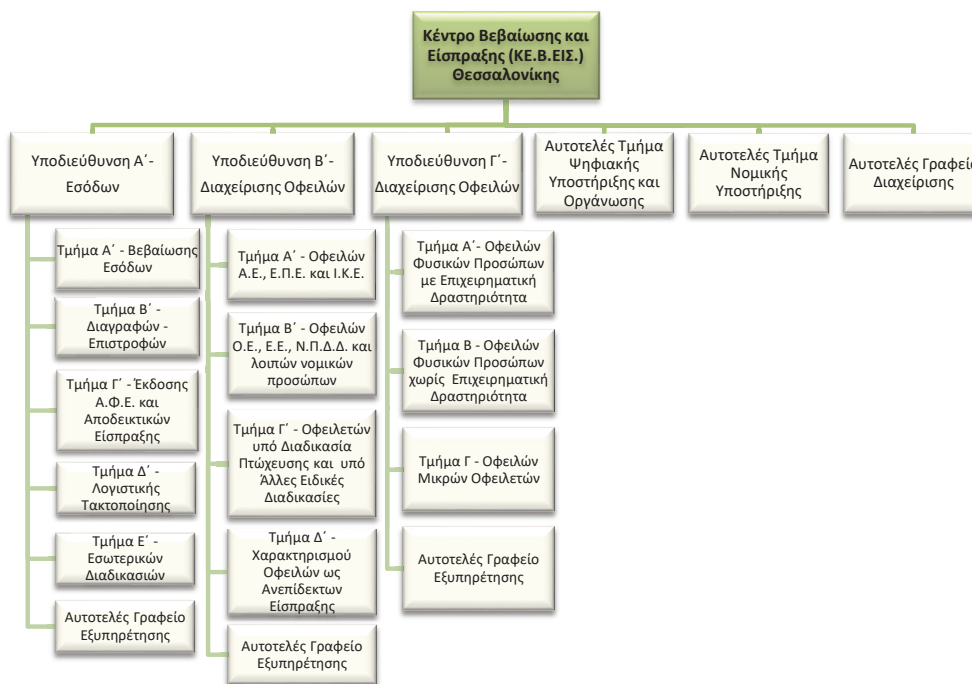 Κέντρο Βεβαίωσης και
Είσπραξης (ΚΕ.Β.ΕΙΣ.)
Θεσσαλονίκης
Υποδιεύθυνση Α΄-
Εσόδων
Υποδιεύθυνση Β΄-
Διαχείρισης Οφειλών
Υποδιεύθυνση Γ΄-
Διαχείρισης Οφειλών
Αυτοτελές Τμήμα
Ψηφιακής
Υποστήριξης και
Οργάνωσης
Αυτοτελές Τμήμα
Νομικής
Υποστήριξης
Αυτοτελές Γραφείο
Διαχείρισης
Τμήμα Α΄ - Βεβαίωσης
Εσόδων
Τμήμα Β΄ -
Διαγραφών -
Επιστροφών
Τμήμα Γ΄ - Έκδοσης
Α.Φ.Ε. και
Αποδεικτικών
Είσπραξης
Τμήμα Δ΄ -
Λογιστικής
Τακτοποίησης
Τμήμα Ε΄ -
Εσωτερικών
Διαδικασιών
Αυτοτελές Γραφείο
Εξυπηρέτησης
Τμήμα Α΄ - Οφειλών
Α.Ε., Ε.Π.Ε. και Ι.Κ.Ε.
Τμήμα Β΄ - Οφειλών
Ο.Ε., Ε.Ε., Ν.Π.Δ.Δ. και
λοιπών νομικών
προσώπων
Τμήμα Γ΄ - Οφειλετών
υπό Διαδικασία
Πτώχευσης και υπό
Άλλες Ειδικές
Διαδικασίες
Τμήμα Δ΄ -
Χαρακτηρισμού
Οφειλών ως
Ανεπίδεκτων
Είσπραξης
Αυτοτελές Γραφείο
Εξυπηρέτησης
Τμήμα Α΄- Οφειλών
Φυσικών Προσώπων
με Επιχειρηματική
Δραστηριότητα
Τμήμα Β - Οφειλών
Φυσικών Προσώπων
χωρίς Επιχειρηματική
Δραστηριότητα
Τμήμα Γ - Οφειλών
Μικρών Οφειλετών
Αυτοτελές Γραφείο
Εξυπηρέτησης